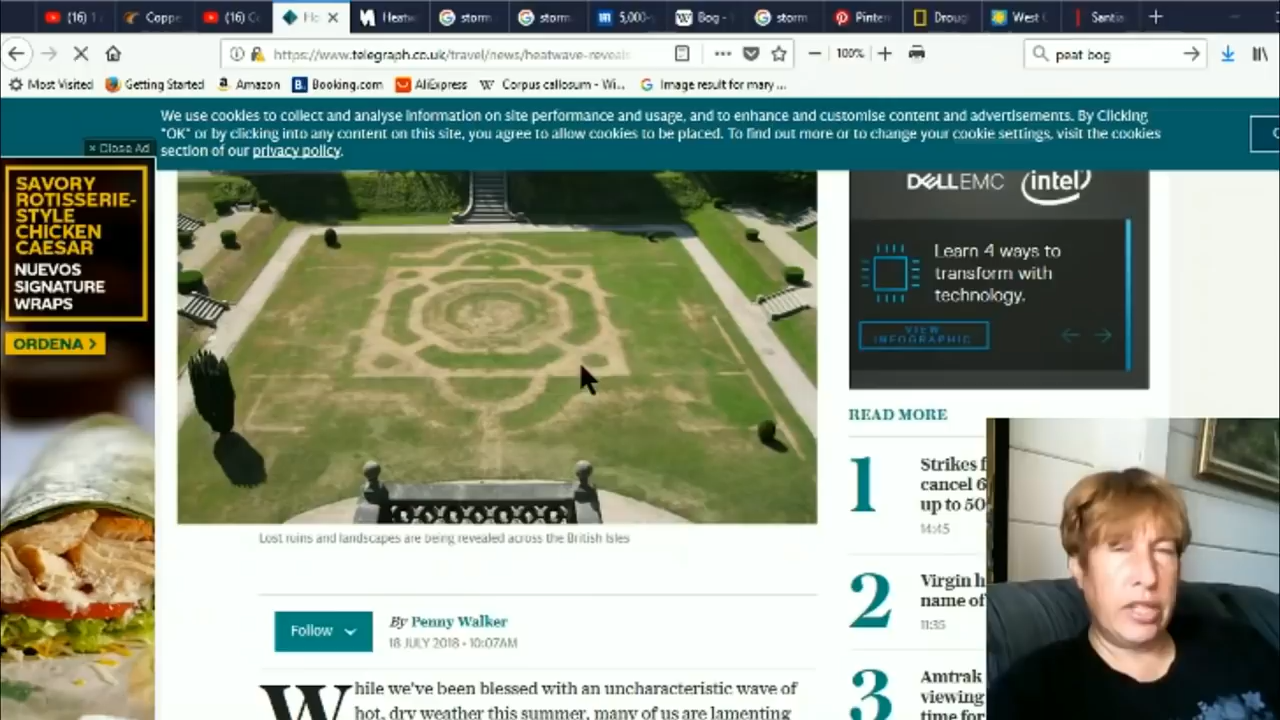 (16)
Coppe
(16) C
Heatw
storm
storm
5,000-
Bog -
storm
Pinter
Droug
West
Santia
https://www.telegraph.co.uk/travel/news/heatwave-reveals
100%
peat bog
Most Visited
Getting Started
Amazon
Booking.com
AliExpress
Corpus callosum - Wi...
Image result for mary ...
We use cookies to collect and analyse information on site performance and usage, and to enhance and customise content and advertisements. By Clicking
"OK" or by clicking into any content on this site, you agree to allow cookies to be placed. To find out more or to change your cookie settings, visit the cookies
section of our privacy policy.
× Close Ad
SAVORY
ROTISSERIE-
STYLE
CHICKEN
CAESAR
NUEVOS
SIGNATURE
WRAPS
ORDENA >
DELL EMC
intel
Learn 4 ways to
transform with
technology.
VIEW
INFOGRAPHIC
Lost ruins and landscapes are being revealed across the British Isles
Follow
By Penny Walker
18 JULY 2018 • 10:07AM
While we've been blessed with an uncharacteristic wave of
hot, dry weather this summer, many of us are lamenting
READ MORE
1
Strikes f
cancel 6
up to 50
14:45
2
Virgin h
name of
11:35
3
Amtrak
viewing
time for